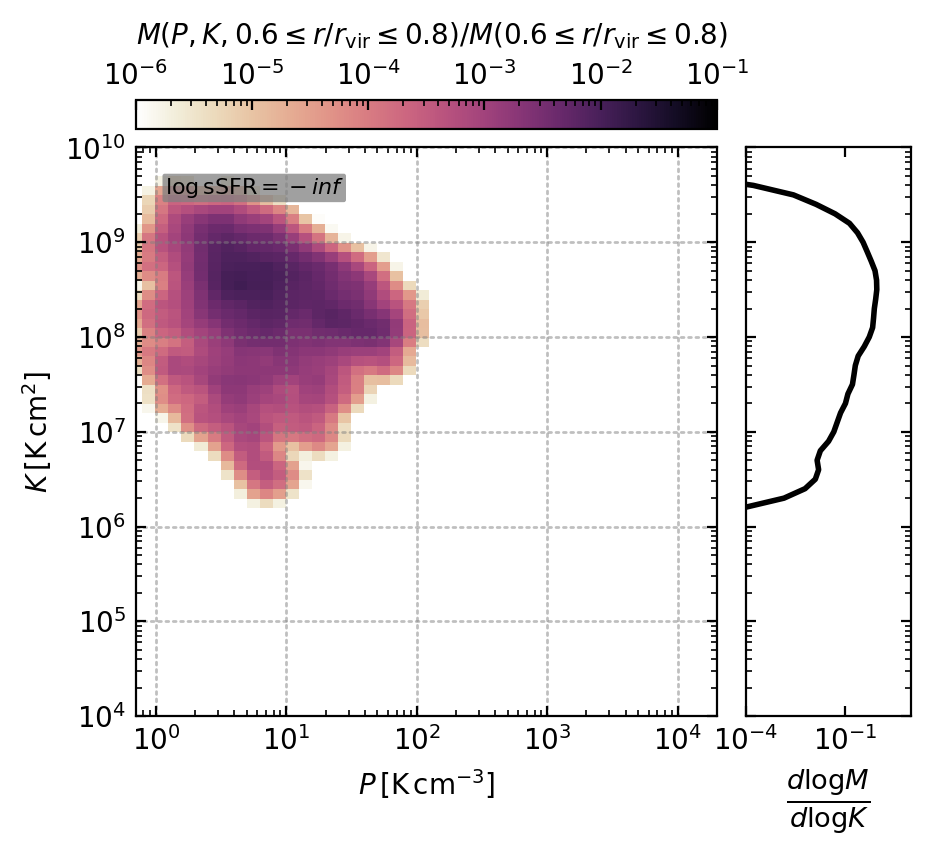 M(P, K, 0.6 ≤ r/r_vir ≤ 0.8)/M(0.6 ≤ r/r_vir ≤ 0.8)
10^−6 10^−5 10^−4 10^−3 10^−2 10^−1
log sSFR = −inf
10^10
10^9
10^8
10^7
10^6
10^5
10^4
K [K cm^2]
10^0 10^1 10^2 10^3 10^4
P [K cm^−3]
10^−4 10^−1
dlogM
dlogK